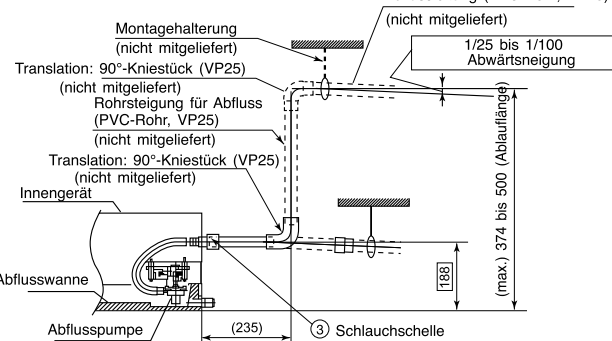 (nicht mitgeliefert)
Montagehalterung
(nicht mitgeliefert)
1/25 bis 1/100
Abwärtsneigung
Translation: 90°-Kniestück (VP25)
(nicht mitgeliefert)
Rohrsteigung für Abfluss
(PVC-Rohr, VP25)
(nicht mitgeliefert)
Translation: 90°-Kniestück (VP25)
(nicht mitgeliefert)
Innengerät
(max.) 374 bis 500 (Ablauflänge)
188
Abflusswanne
Abflusspumpe
(235)
3 Schlauchschelle